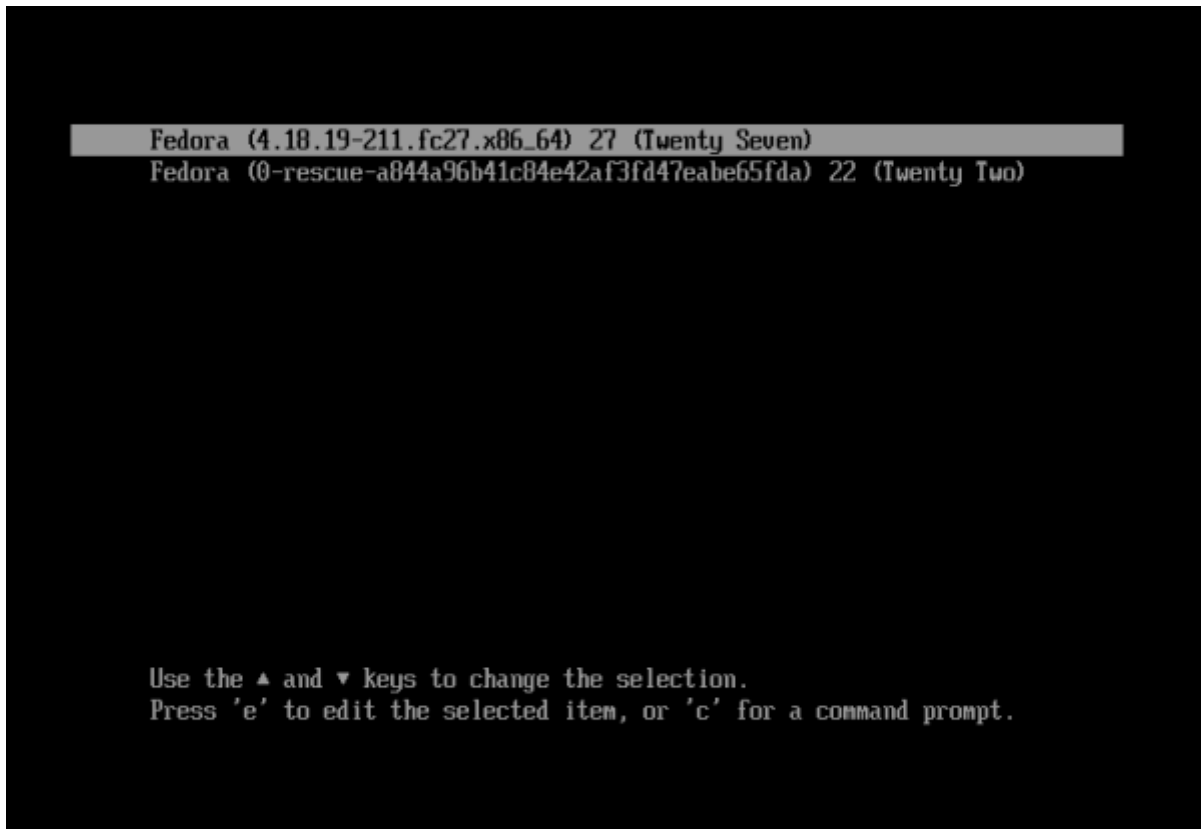 Fedora (4.18.19-211.fc27.x86_64) 27 (Twenty Seven)
Fedora (0-rescue-a844a96b41c84e42af3fd47eabe65fda) 22 (Twenty Two)
Use the ▲ and ▼ keys to change the selection.
Press 'e' to edit the selected item, or 'c' for a command prompt.